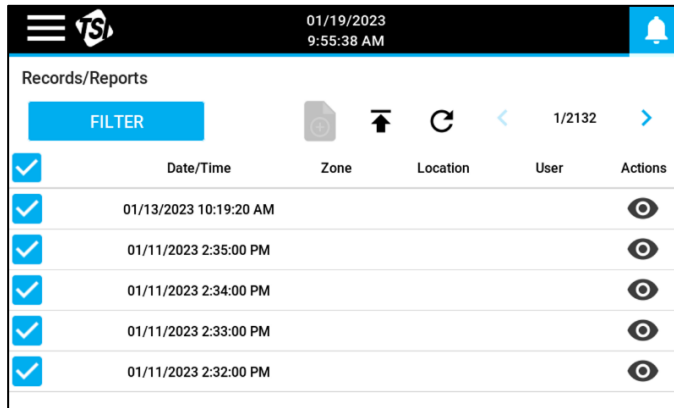 TSI
01/19/2023
9:55:38 AM
Records/Reports
FILTER
1/2132
Date/Time Zone Location User Actions
01/13/2023 10:19:20 AM
01/11/2023 2:35:00 PM
01/11/2023 2:34:00 PM
01/11/2023 2:33:00 PM
01/11/2023 2:32:00 PM